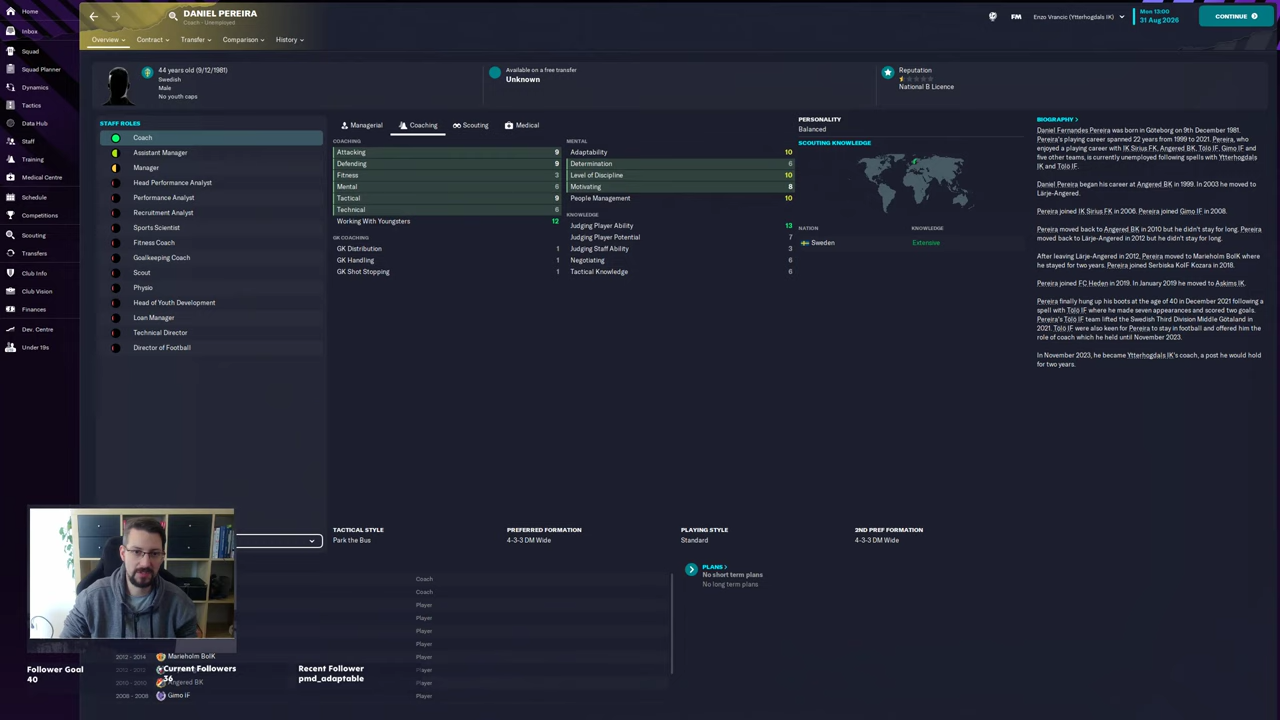 Home
Inbox
Squad
Squad Planner
Dynamics
Tactics
Data Hub
Staff
Training
Medical Centre
Schedule
Competitions
Scouting
Transfers
Club Info
Club Vision
Finances
Dev. Centre
Under 19s
DANIEL PEREIRA
Coach - Unemployed
FM
Enzo Vrancic (Ytterhogdals IK)
Mon 13:00
31 Aug 2026
CONTINUE
Overview
Contract
Transfer
Comparison
History
44 years old (9/12/1981)
Swedish
Male
No youth caps
Available on a free transfer
Unknown
Reputation
National B Licence
STAFF ROLES
Coach
Assistant Manager
Manager
Head Performance Analyst
Performance Analyst
Recruitment Analyst
Sports Scientist
Fitness Coach
Goalkeeping Coach
Scout
Physio
Head of Youth Development
Loan Manager
Technical Director
Director of Football
Managerial
Coaching
Scouting
Medical
COACHING
Attacking 9
Defending 9
Fitness 3
Mental 6
Tactical 9
Technical 6
Working With Youngsters 12
GK COACHING
GK Distribution 1
GK Handling 1
GK Shot Stopping 1
MENTAL
Adaptability 10
Determination 6
Level of Discipline 10
Motivating 8
People Management 10
KNOWLEDGE
Judging Player Ability 13
Judging Player Potential 7
Judging Staff Ability 3
Negotiating 6
Tactical Knowledge 6
PERSONALITY
Balanced
SCOUTING KNOWLEDGE
NATION KNOWLEDGE
Sweden Extensive
BIOGRAPHY >
Daniel Fernandes Pereira was born in Göteborg on 9th December 1981.
Pereira's playing career spanned 22 years from 1999 to 2021. Pereira, who
enjoyed a playing career with IK Sirius FK, Angered BK, Tölö IF, Gimo IF and
five other teams, is currently unemployed following spells with Ytterhogdals
IK and Tölö IF.
Daniel Pereira began his career at Angered BK in 1999. In 2003 he moved to
Lärje-Angered.
Pereira joined IK Sirius FK in 2006. Pereira joined Gimo IF in 2008.
Pereira moved back to Angered BK in 2010 but he didn't stay for long. Pereira
moved back to Lärje-Angered in 2012 but he didn't stay for long.
After leaving Lärje-Angered in 2012, Pereira moved to Marieholm BoIK where
he stayed for two years. Pereira joined Serbiska KoIF Kozara in 2018.
Pereira joined FC Heden in 2019. In January 2019 he moved to Askims IK.
Pereira finally hung up his boots at the age of 40 in December 2021 following a
spell with Tölö IF where he made seven appearances and scored two goals.
Pereira's Tölö IF team lifted the Swedish Third Division Middle Götaland in
2021. Tölö IF were also keen for Pereira to stay in football and offered him the
role of coach which he held until November 2023.
In November 2023, he became Ytterhogdals IK's coach, a post he would hold
for two years.
TACTICAL STYLE
Park the Bus
PREFERRED FORMATION
4-3-3 DM Wide
PLAYING STYLE
Standard
2ND PREF FORMATION
4-3-3 DM Wide
PLANS >
No short term plans
No long term plans
Coach
Coach
Player
Player
Player
Player
2012 - 2014 Marieholm BoIK Player
Player
2010 - 2010 Angered BK Player
2008 - 2008 Gimo IF Player
Follower Goal
40
Current Followers
36
Recent Follower
pmd_adaptable